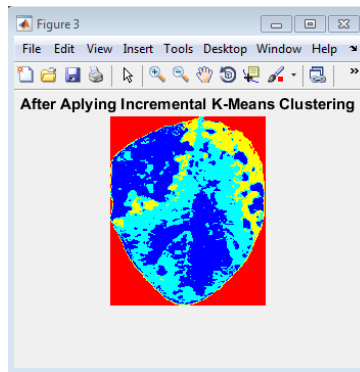 Figure 3
File Edit View Insert Tools Desktop Window Help
After Aplying Incremental K-Means Clustering